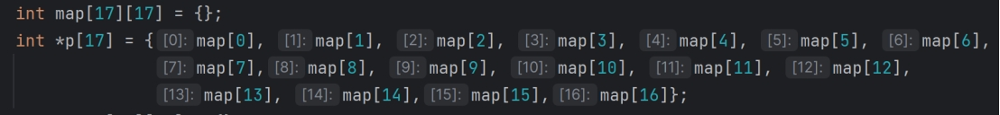 int map[17][17] = {};
int *p[17] = {[0]: map[0], [1]: map[1], [2]: map[2], [3]: map[3], [4]: map[4], [5]: map[5], [6]: map[6],
[7]: map[7],[8]: map[8], [9]: map[9], [10]: map[10], [11]: map[11], [12]: map[12],
[13]: map[13], [14]: map[14],[15]: map[15],[16]: map[16]};